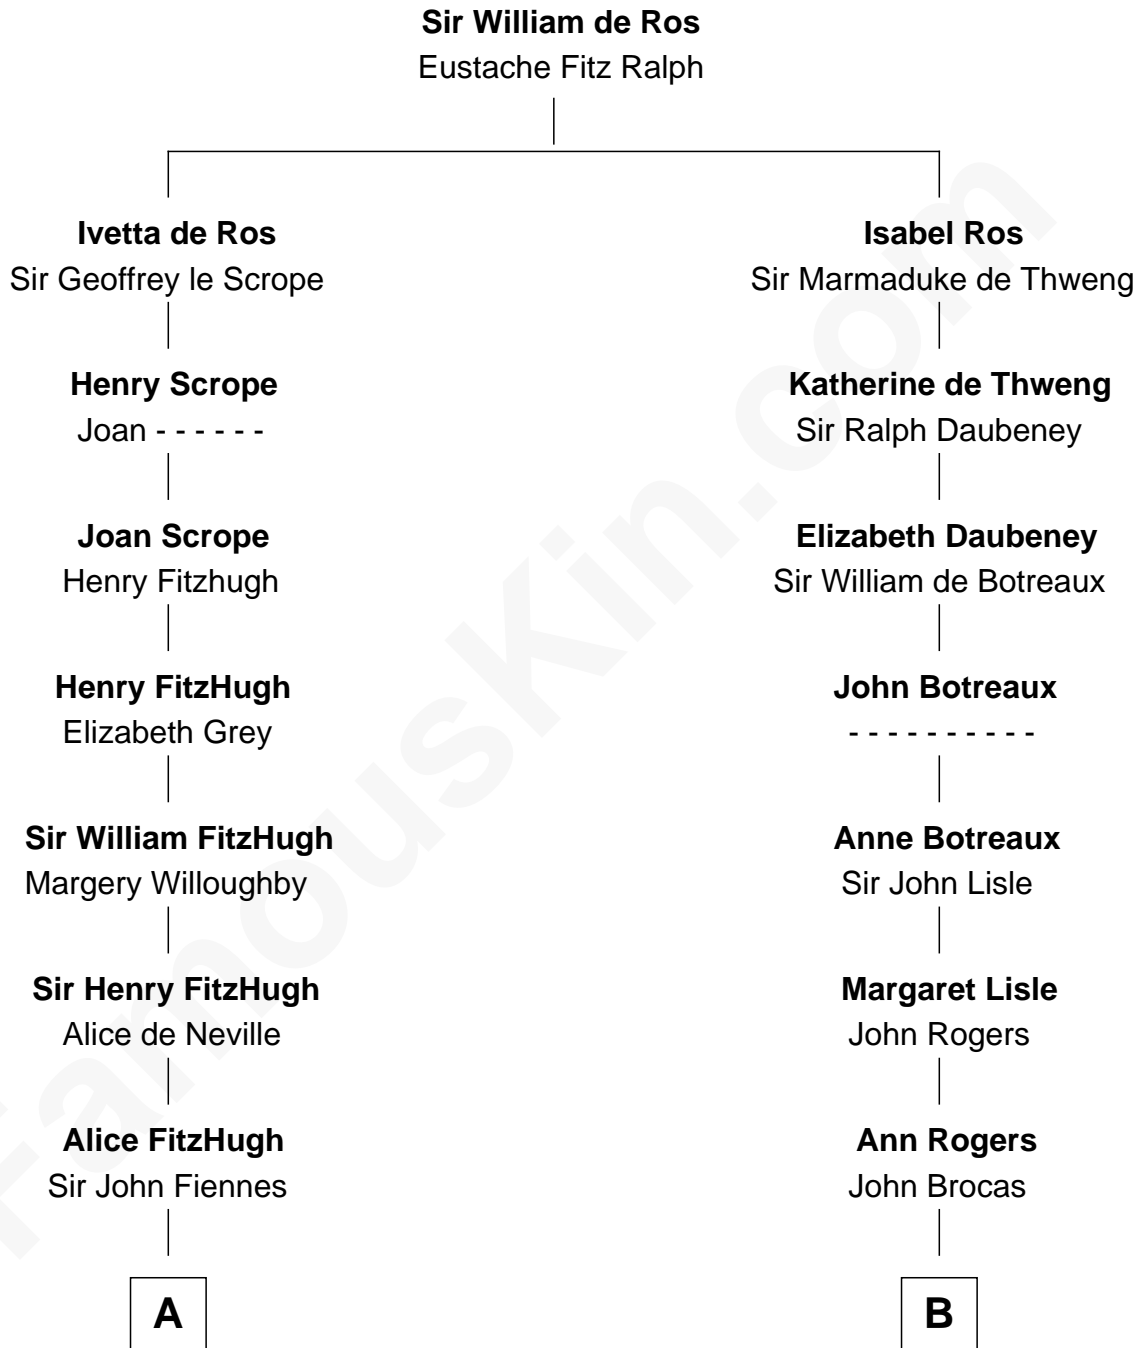 Sir William de Ros
Eustache Fitz Ralph
Ivetta de Ros
Sir Geoffrey le Scrope
Isabel Ros
Sir Marmaduke de Thweng
Henry Scrope
Joan - - - - - -
Katherine de Thweng
Sir Ralph Daubeney
Joan Scrope
Henry Fitzhugh
Elizabeth Daubeney
Sir William de Botreaux
Henry FitzHugh
Elizabeth Grey
John Botreaux
- - - - - - - - - -
Sir William FitzHugh
Margery Willoughby
Anne Botreaux
Sir John Lisle
Sir Henry FitzHugh
Alice de Neville
Margaret Lisle
John Rogers
Alice FitzHugh
Sir John Fiennes
Ann Rogers
John Brocas
A
B
FamousKin.com